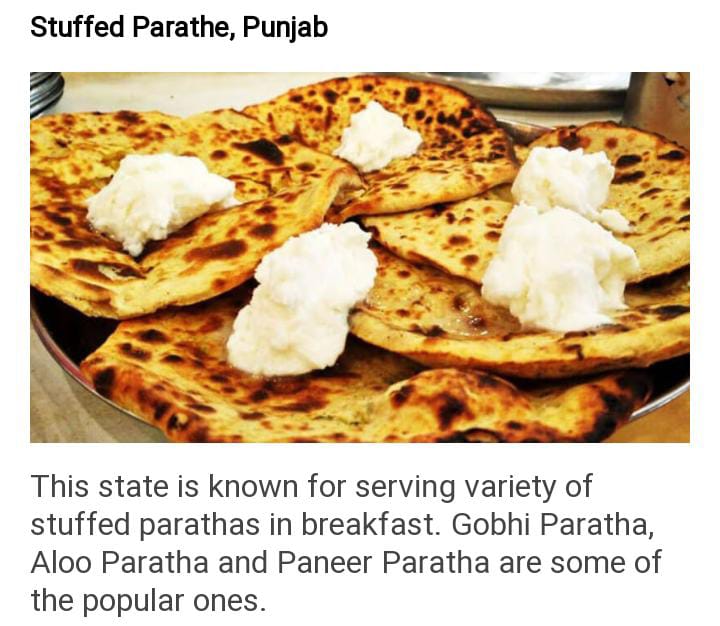 Stuffed Parathe, Punjab
This state is known for serving variety of
stuffed parathas in breakfast. Gobhi Paratha,
Aloo Paratha and Paneer Paratha are some of
the popular ones.